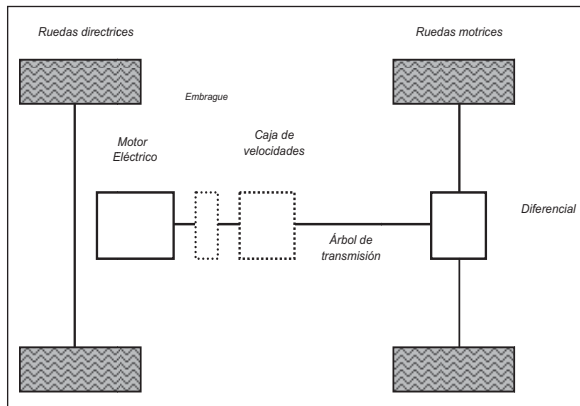 Ruedas directrices
Ruedas motrices
Embrague
Motor
Eléctrico
Caja de
velocidades
Diferencial
Árbol de
transmisión